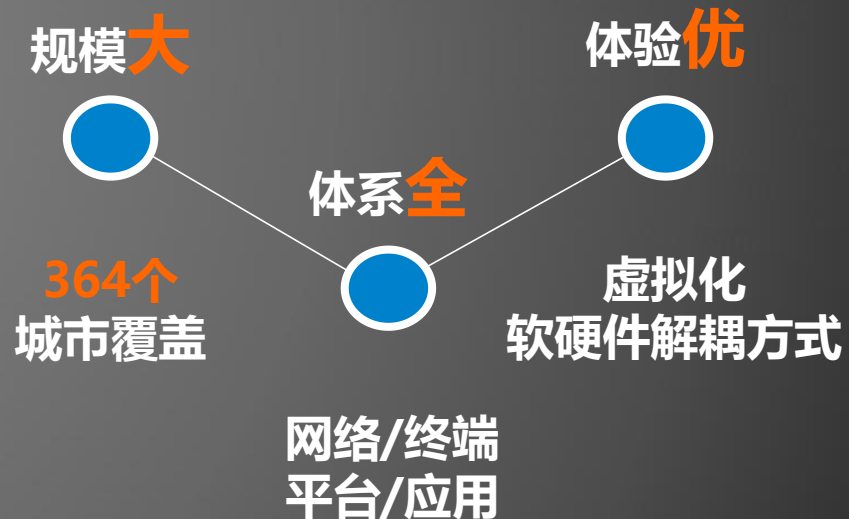 规模大
体验优
体系全
364个
城市覆盖
虚拟化
软硬件解耦方式
网络/终端
平台/应用